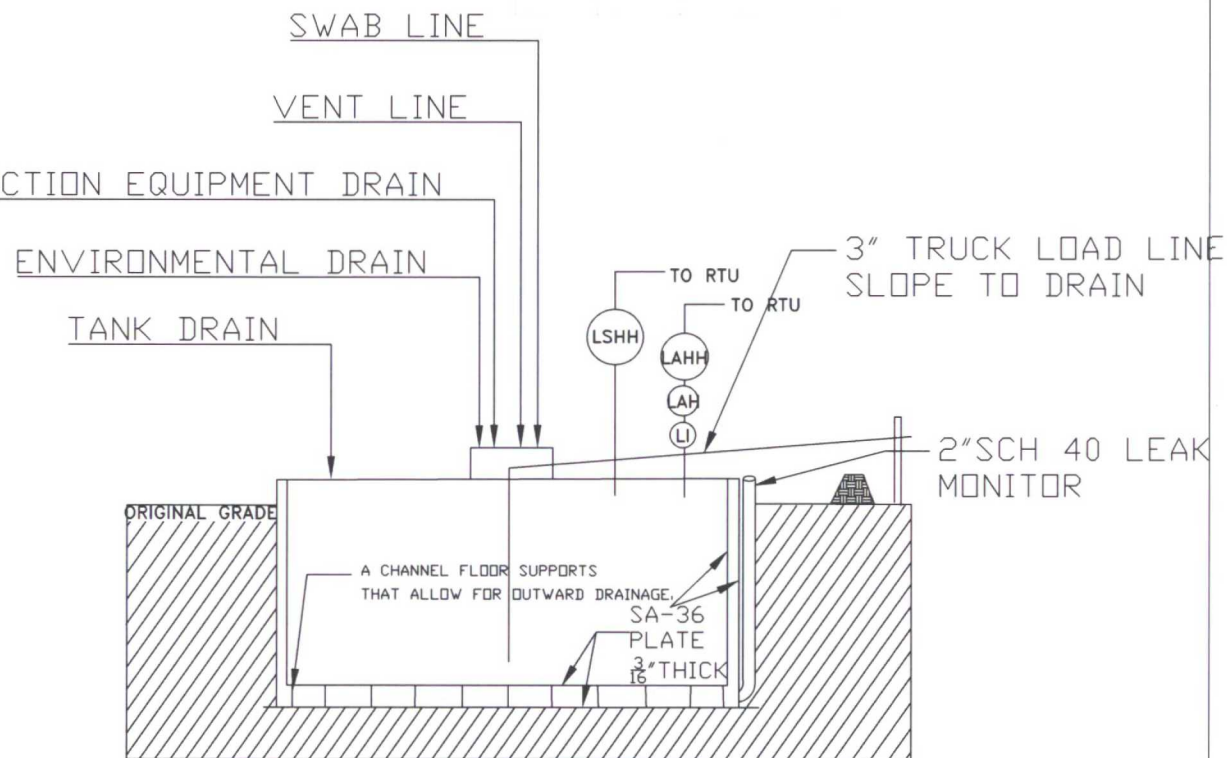 SWAB LINE
VENT LINE
CTION EQUIPMENT DRAIN
ENVIRONMENTAL DRAIN
TANK DRAIN
3" TRUCK LOAD LINE
SLOPE TO DRAIN
TO RTU
TO RTU
LSHH
LAHH
LAH
LI
2"SCH 40 LEAK
MONITOR
ORIGINAL GRADE
A CHANNEL FLOOR SUPPORTS
THAT ALLOW FOR OUTWARD DRAINAGE.
SA-36
PLATE
3/16"THICK